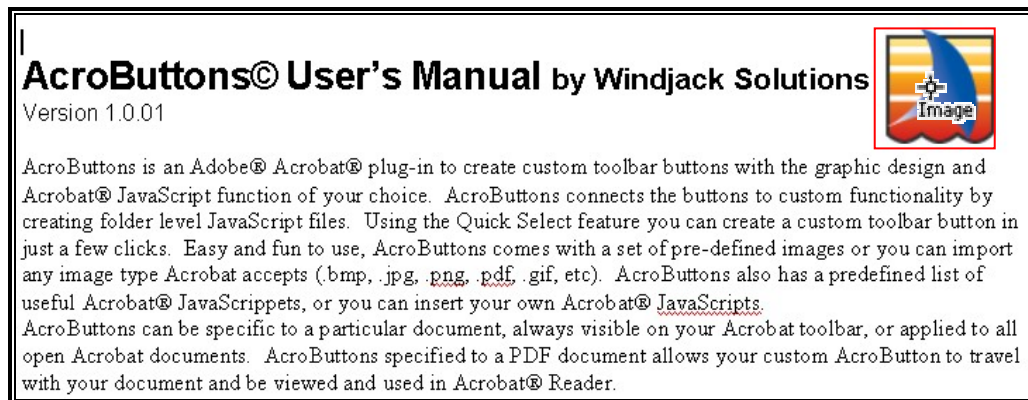 AcroButtons© User's Manual by Windjack Solutions
Version 1.0.01
Image
AcroButtons is an Adobe® Acrobat® plug-in to create custom toolbar buttons with the graphic design and
Acrobat® JavaScript function of your choice.  AcroButtons connects the buttons to custom functionality by
creating folder level JavaScript files.  Using the Quick Select feature you can create a custom toolbar button in
just a few clicks.  Easy and fun to use, AcroButtons comes with a set of pre-defined images or you can import
any image type Acrobat accepts (.bmp, .jpg, .png, .pdf, .gif, etc).  AcroButtons also has a predefined list of
useful Acrobat® JavaScrippets, or you can insert your own Acrobat® JavaScripts.
AcroButtons can be specific to a particular document, always visible on your Acrobat toolbar, or applied to all
open Acrobat documents.  AcroButtons specified to a PDF document allows your custom AcroButton to travel
with your document and be viewed and used in Acrobat® Reader.